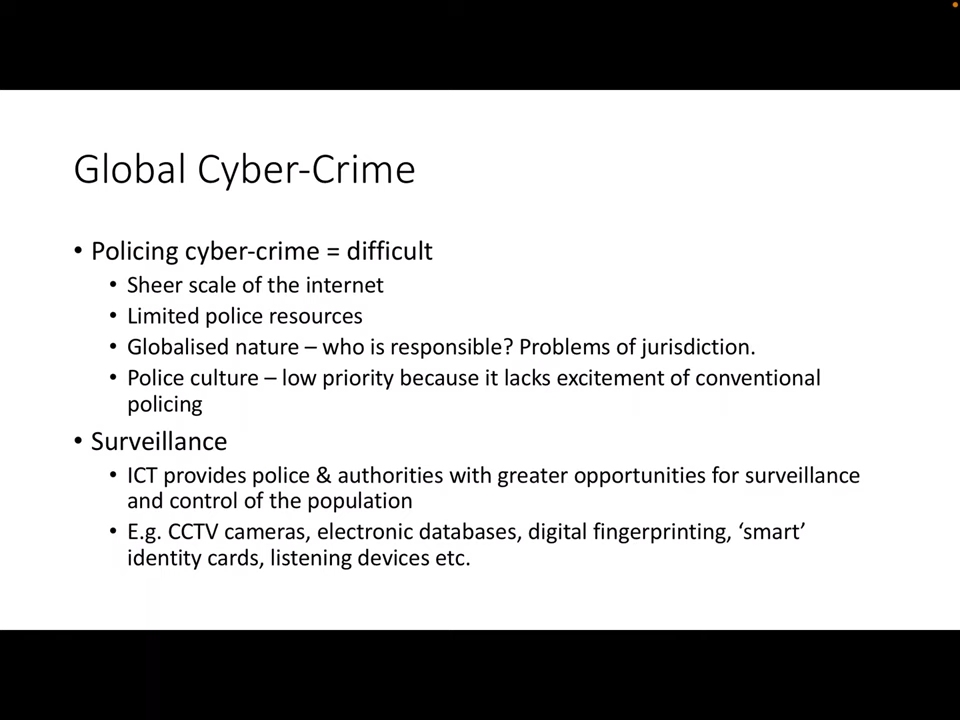 Global Cyber-Crime
• Policing cyber-crime = difficult
• Sheer scale of the internet
• Limited police resources
• Globalised nature – who is responsible? Problems of jurisdiction.
• Police culture – low priority because it lacks excitement of conventional
policing
• Surveillance
• ICT provides police & authorities with greater opportunities for surveillance
and control of the population
• E.g. CCTV cameras, electronic databases, digital fingerprinting, ‘smart’
identity cards, listening devices etc.